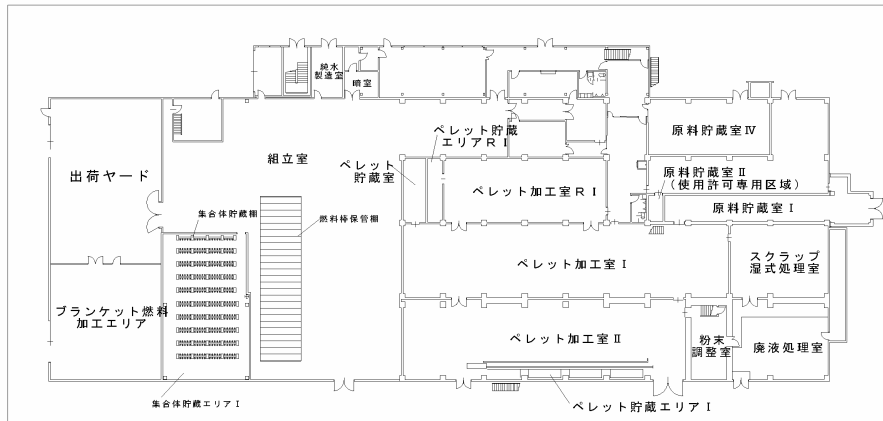 純水
製造室
暗室
ペレット貯蔵
エリアRⅠ
原料貯蔵室Ⅳ
組立室
ペレット
貯蔵室
出荷ヤード
ペレット加工室RⅠ
原料貯蔵室Ⅱ
(使用許可専用区域)
原料貯蔵室Ⅰ
集合体貯蔵棚
燃料棒保管棚
ペレット加工室Ⅰ
スクラップ
湿式処理室
ブランケット燃料
加工エリア
ペレット加工室Ⅱ
粉末
調整室
廃液処理室
集合体貯蔵エリアⅠ
ペレット貯蔵エリアⅠ